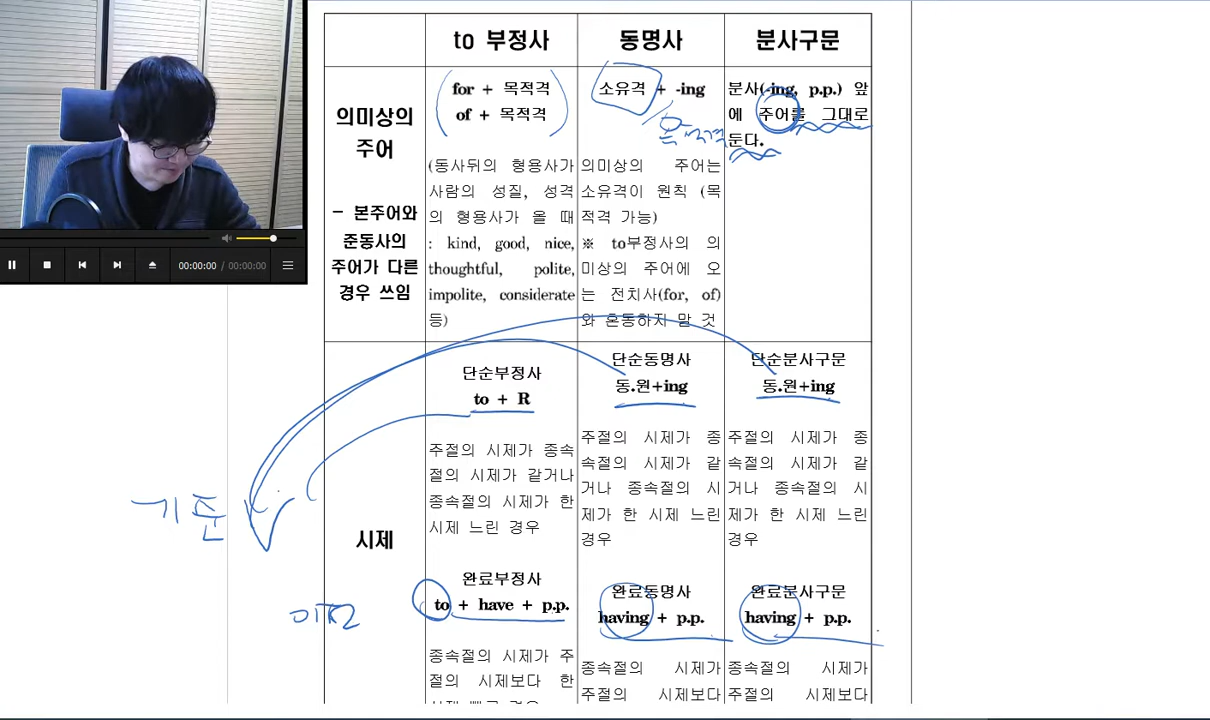 to 부정사
동명사
분사구문
의미상의
주어
- 본주어와
준동사의
주어가 다른
경우 쓰임
for + 목적격
of + 목적격
(동사뒤의 형용사가
사람의 성질, 성격
의 형용사가 올 때
: kind, good, nice,
thoughtful, polite,
impolite, considerate
등)
소유격 + -ing
목적격
의미상의 주어는
소유격이 원칙 (목
적격 가능)
※ to부정사의 의
미상의 주어에 오
는 전치사(for, of)
와 혼동하지 말 것
분사(-ing, p.p.) 앞
에 주어를 그대로
둔다.
00:00:00 / 00:00:00
시제
기준
이전
단순부정사
to + R
주절의 시제가 종속
절의 시제가 같거나
종속절의 시제가 한
시제 느린 경우
완료부정사
to + have + p.p.
종속절의 시제가 주
절의 시제보다 한
단순동명사
동.원+ing
주절의 시제가 종
속절의 시제가 같
거나 종속절의 시
제가 한 시제 느린
경우
완료동명사
having + p.p.
종속절의 시제가
주절의 시제보다
단순분사구문
동.원+ing
주절의 시제가 종
속절의 시제가 같
거나 종속절의 시
제가 한 시제 느린
경우
완료분사구문
having + p.p.
종속절의 시제가
주절의 시제보다